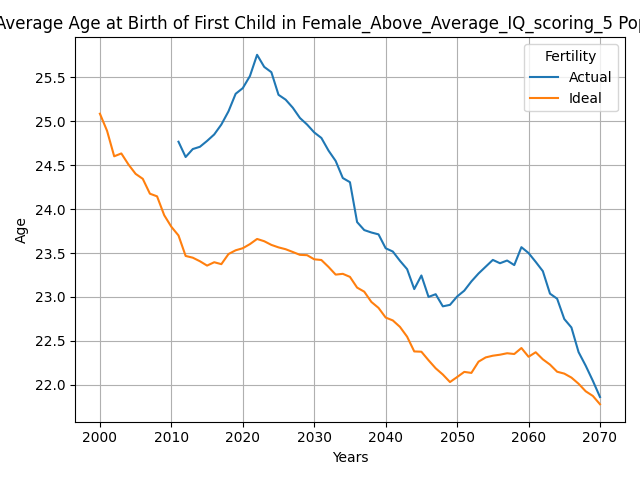 Average Age at Birth of First Child in Female_Above_Average_IQ_scoring_5 Pop
Fertility
Actual
Ideal
25.5
25.0
24.5
24.0
23.5
23.0
22.5
22.0
Age
2000 2010 2020 2030 2040 2050 2060 2070
Years